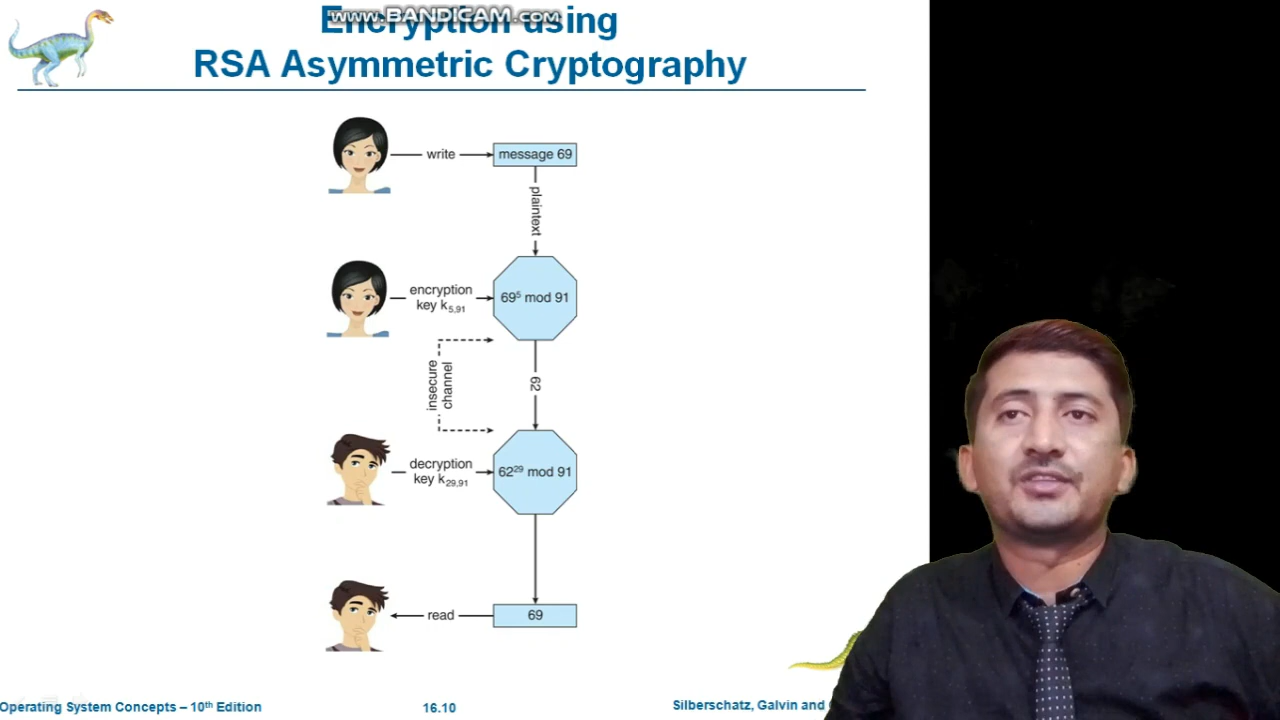 www.BANDICAM.com
Encryption using
RSA Asymmetric Cryptography
write
message 69
plaintext
encryption
key k5,91
69⁵ mod 91
insecure
channel
62
decryption
key k29,91
62²⁹ mod 91
read
69
Operating System Concepts – 10th Edition
16.10
Silberschatz, Galvin and